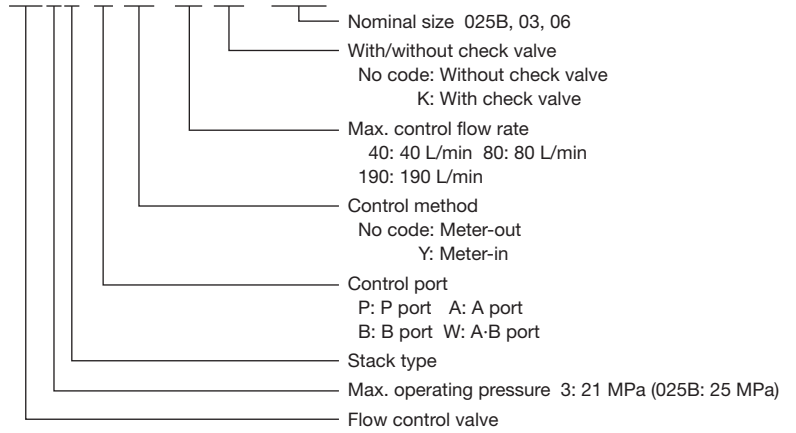 Nominal size 025B, 03, 06
With/without check valve
No code: Without check valve
K: With check valve
Max. control flow rate
40: 40 L/min 80: 80 L/min
190: 190 L/min
Control method
No code: Meter-out
Y: Meter-in
Control port
P: P port A: A port
B: B port W: A·B port
Stack type
Max. operating pressure 3: 21 MPa (025B: 25 MPa)
Flow control valve